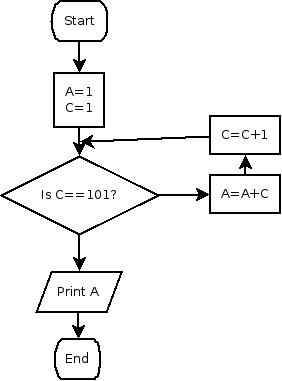 Start
A=1
C=1
Is C==101?
A=A+C
C=C+1
Print A
End